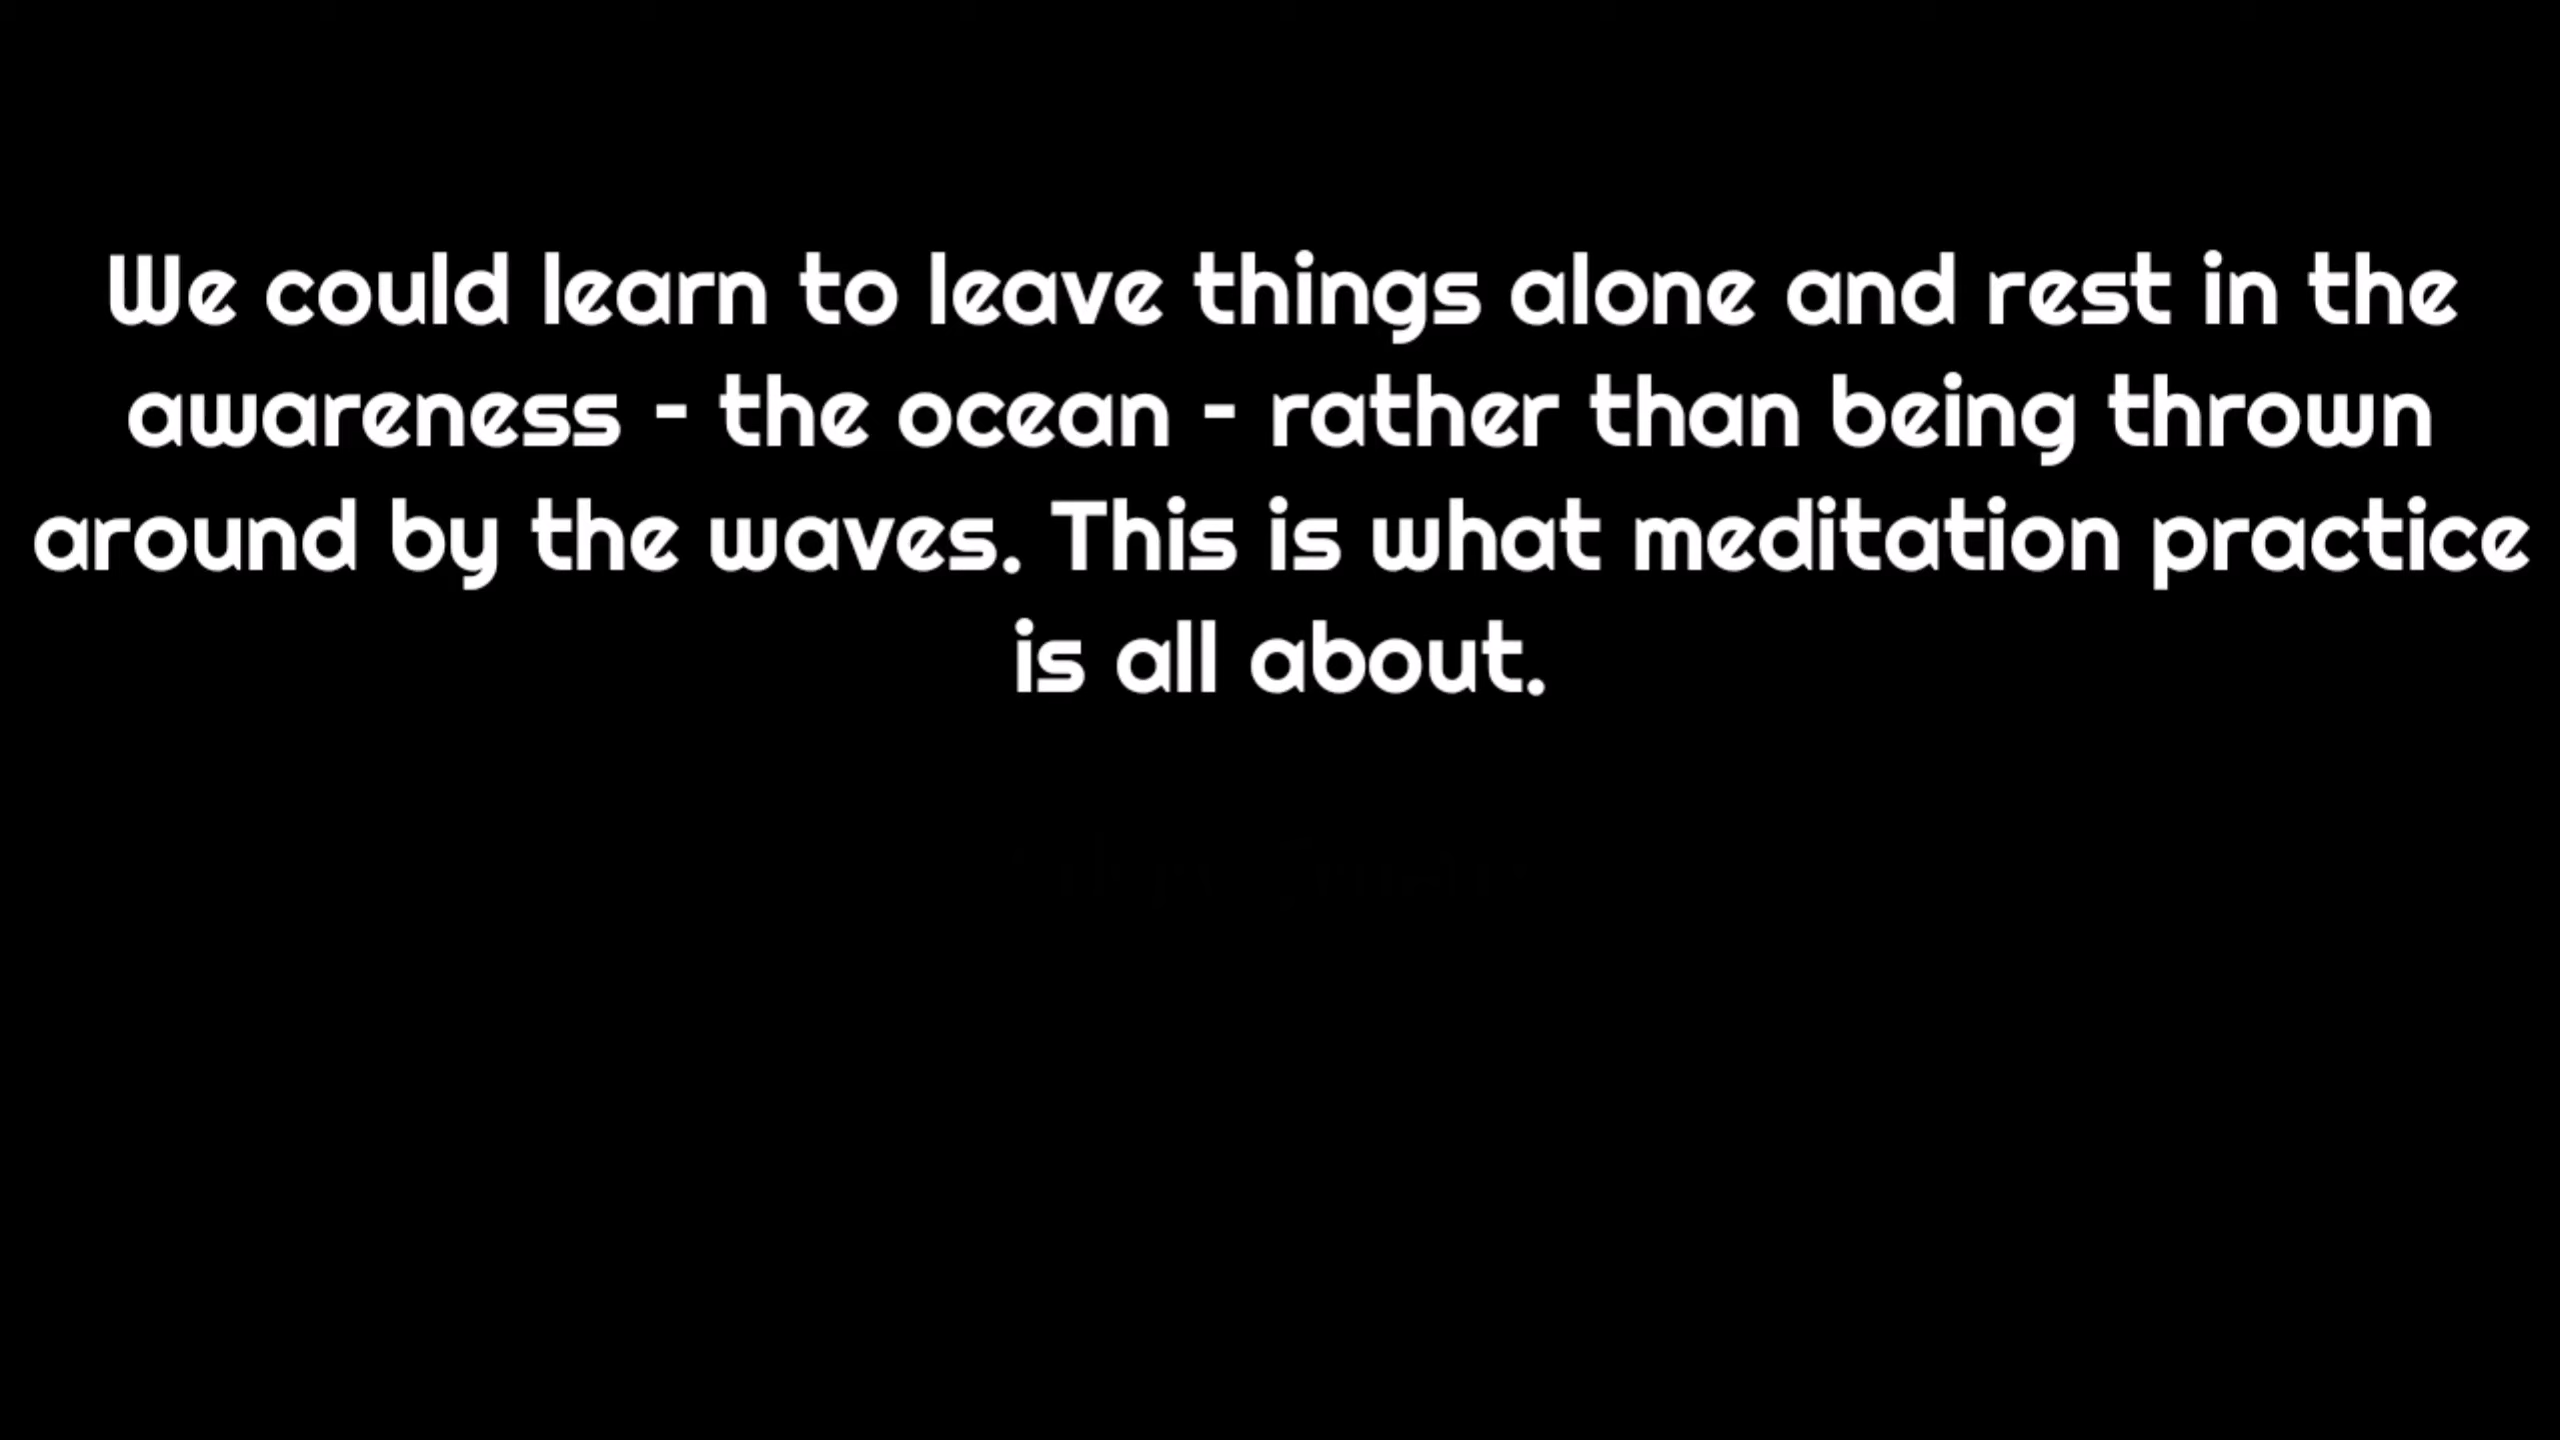 We could learn to leave things alone and rest in the
awareness - the ocean - rather than being thrown
around by the waves. This is what meditation practice
is all about.